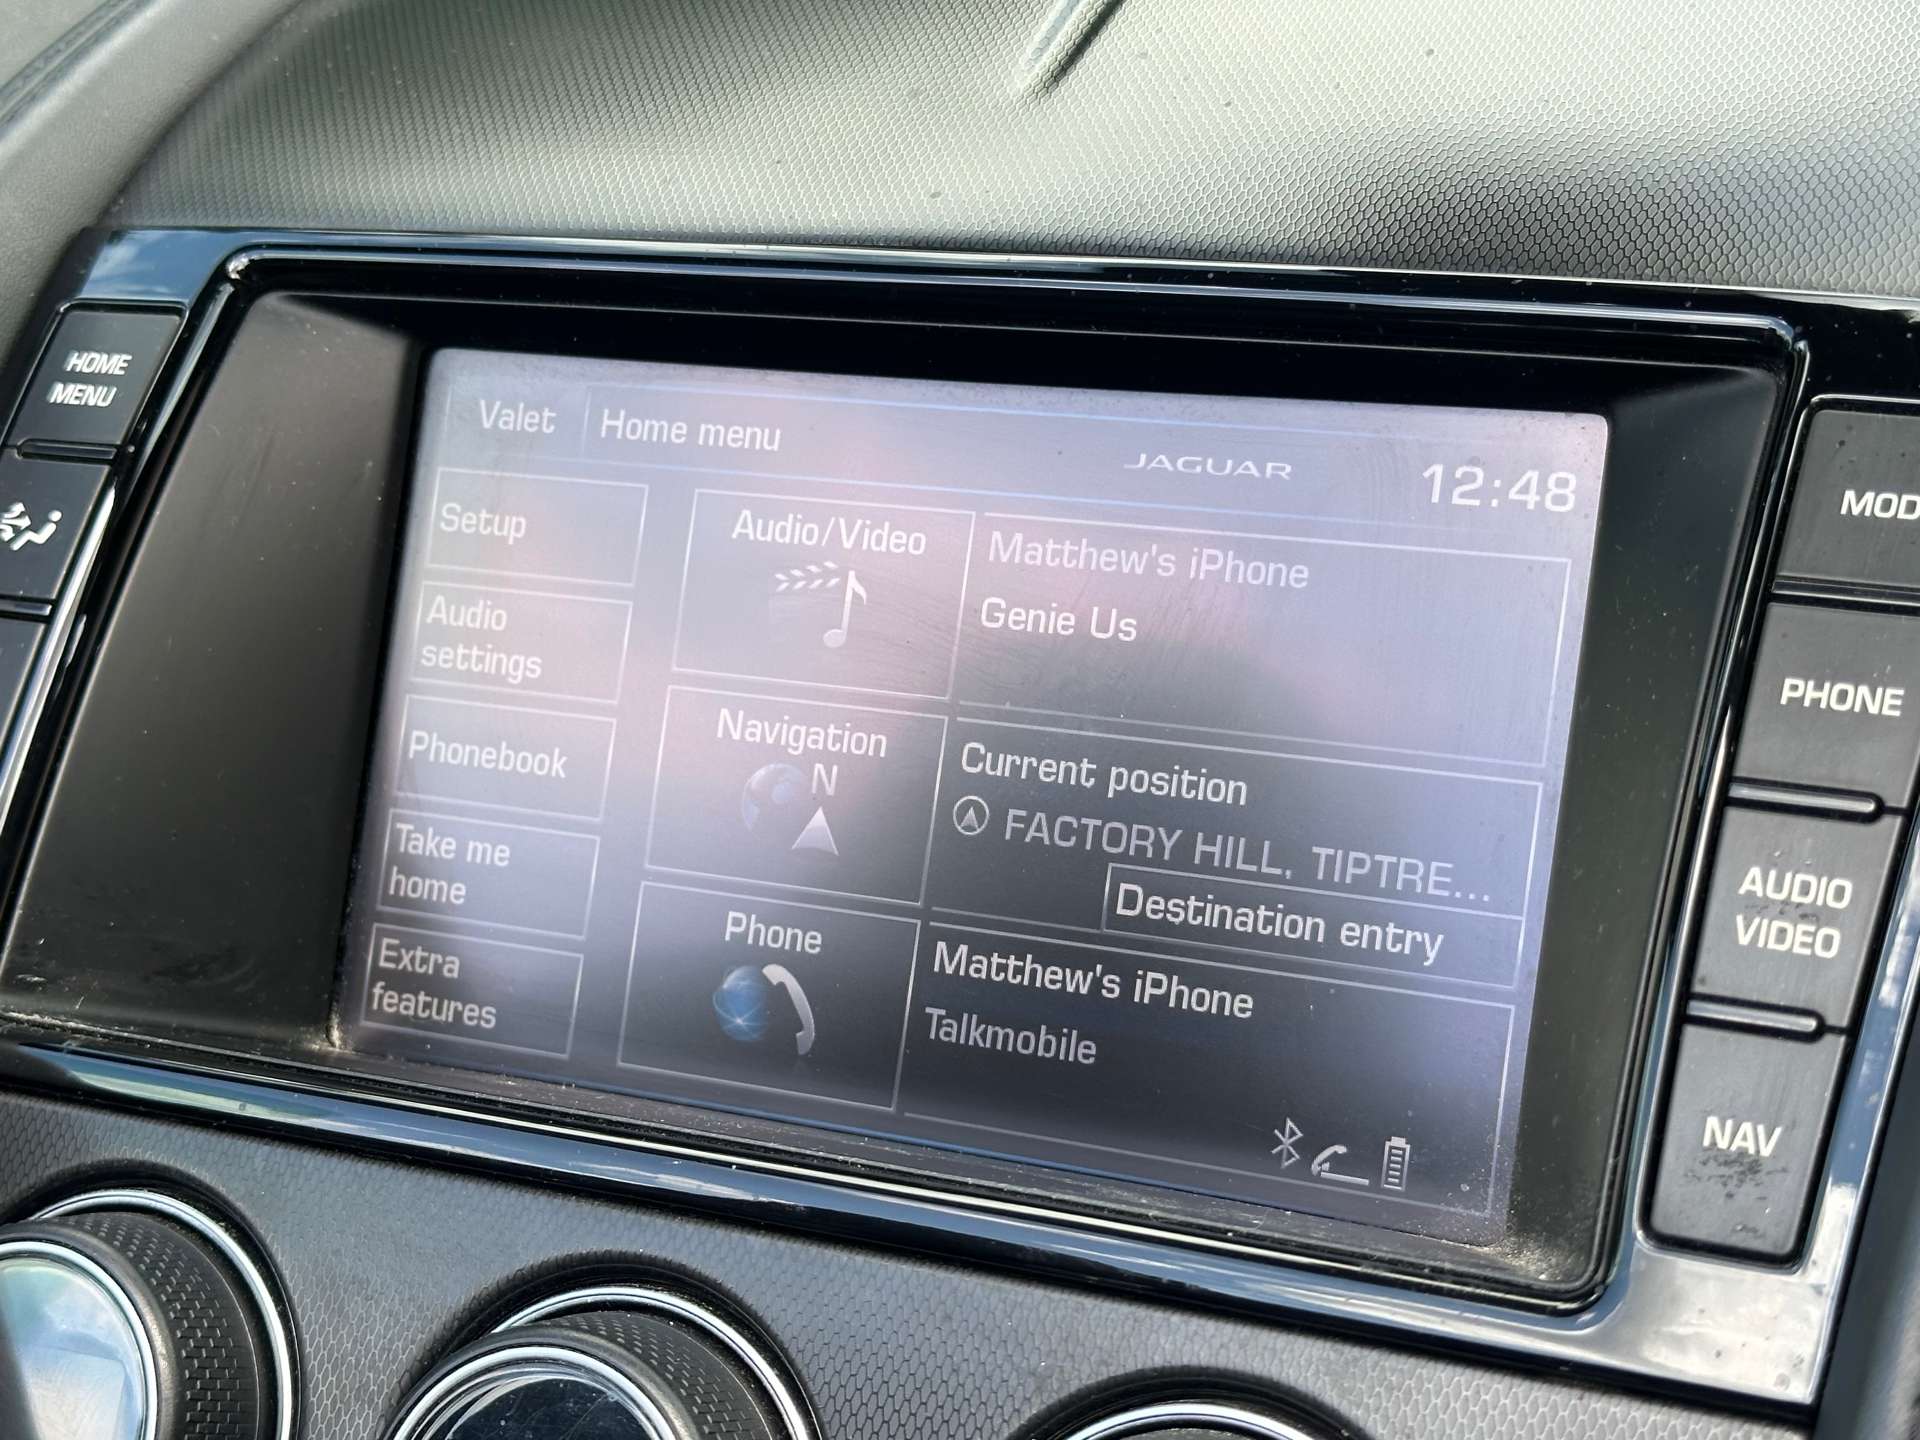 HOME
MENU
Valet
Home menu
JAGUAR
12:48
Setup
Audio
settings
Phonebook
Take me
home
Extra
features
Audio/Video
Matthew's iPhone
Genie Us
Navigation
N
Current position
FACTORY HILL, TIPTRE...
Destination entry
Phone
Matthew's iPhone
Talkmobile
MOD
PHONE
AUDIO
VIDEO
NAV